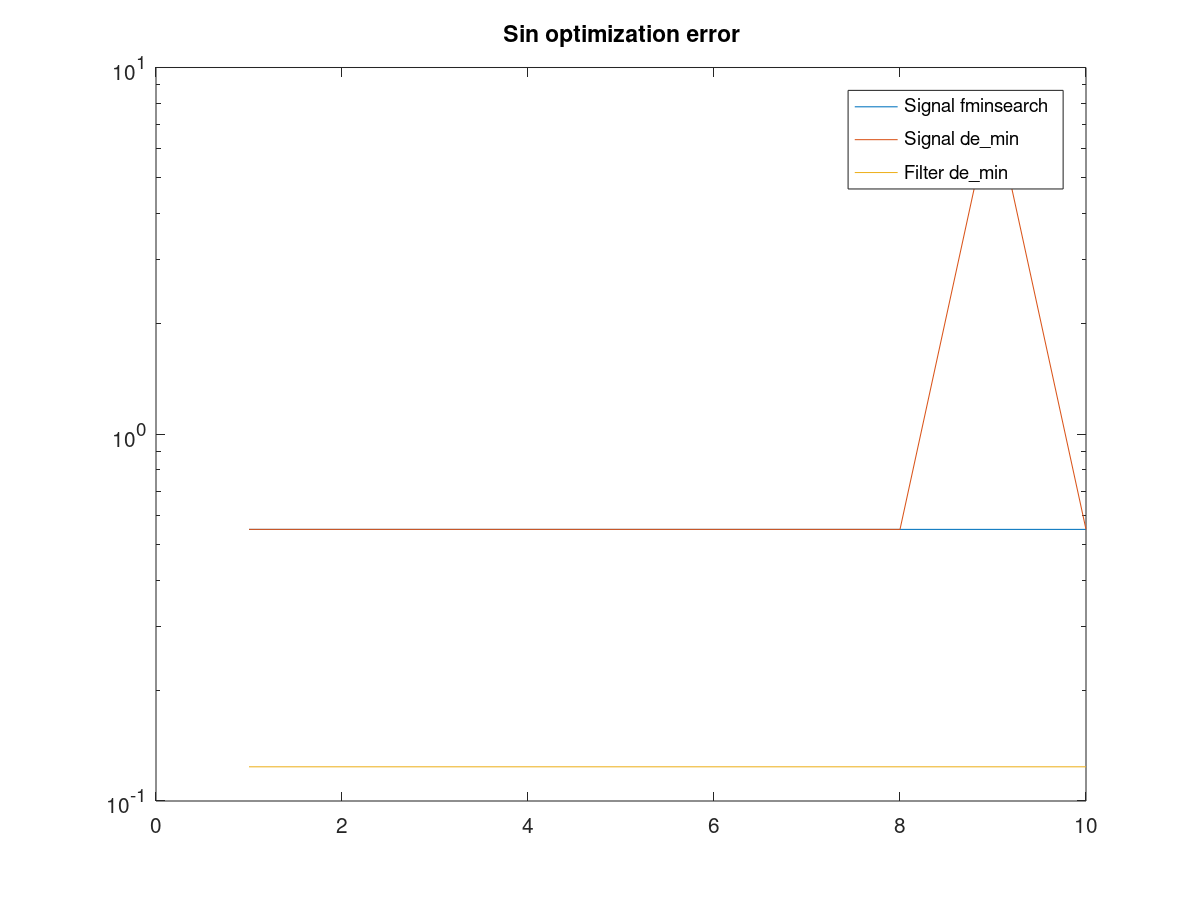 Sin optimization error
10^1
10^0
10^-1
Signal fminsearch
Signal de_min
Filter de_min
0 2 4 6 8 10